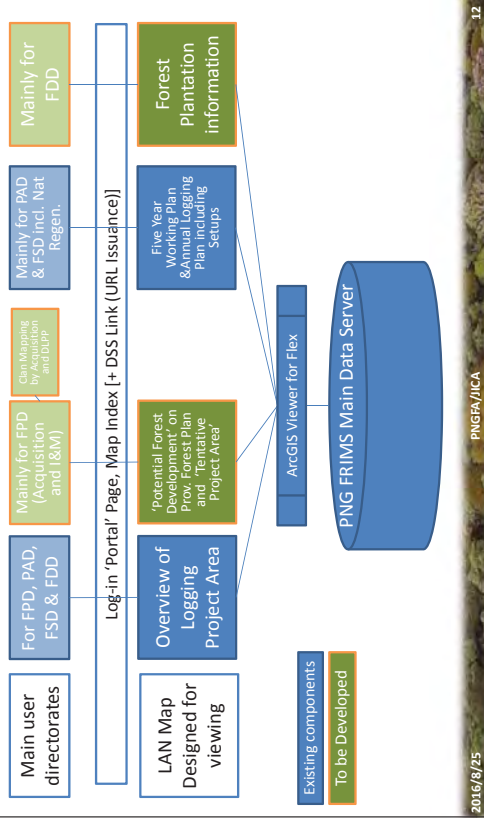 Main user
directorates
For FPD, PAD,
FSD & FDD
Mainly for FPD
(Acquisition
and I&M)
Clan Mapping
by Acquisition
and DLPP
Mainly for PAD
& FSD incl. Nat
Regen.
Mainly for
FDD
Log-in ‘Portal’ Page, Map Index [+ DSS Link (URL Issuance)]
LAN Map
Designed for
viewing
Overview of
Logging
Project Area
‘Potential Forest
Development’ on
Prov. Forest Plan
and ‘Tentative
Project Area’
Five Year
Working Plan
&Annual Logging
Plan including
Setups
Forest
Plantation
information
ArcGIS Viewer for Flex
PNG FRIMS Main Data Server
Existing components
To be Developed
2016/8/25
PNGFA/JICA
12